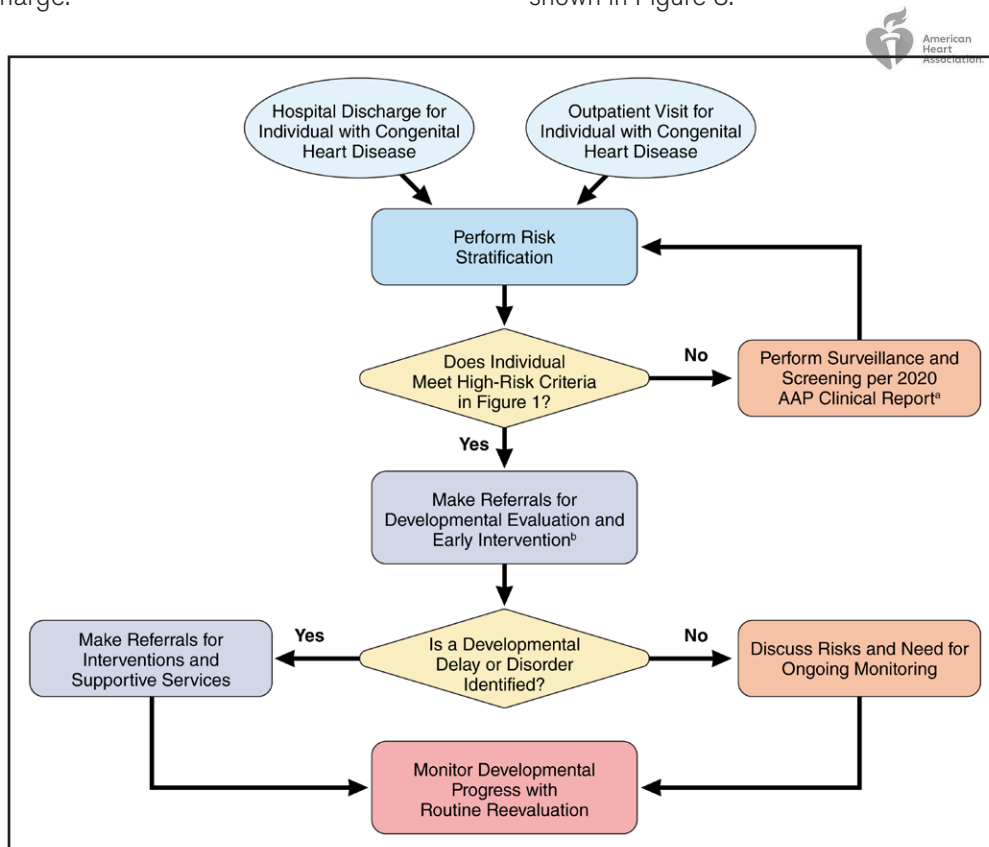 harge.
shown in Figure 3.
American
Heart
Association.
Hospital Discharge for
Individual with Congenital
Heart Disease
Outpatient Visit for
Individual with Congenital
Heart Disease
Perform Risk
Stratification
Does Individual
Meet High-Risk Criteria
in Figure 1?
No
Perform Surveillance and
Screening per 2020
AAP Clinical Reportᵃ
Yes
Make Referrals for
Developmental Evaluation and
Early Interventionᵇ
Make Referrals for
Interventions and
Supportive Services
Yes
Is a Developmental
Delay or Disorder
Identified?
No
Discuss Risks and Need for
Ongoing Monitoring
Monitor Developmental
Progress with
Routine Reevaluation